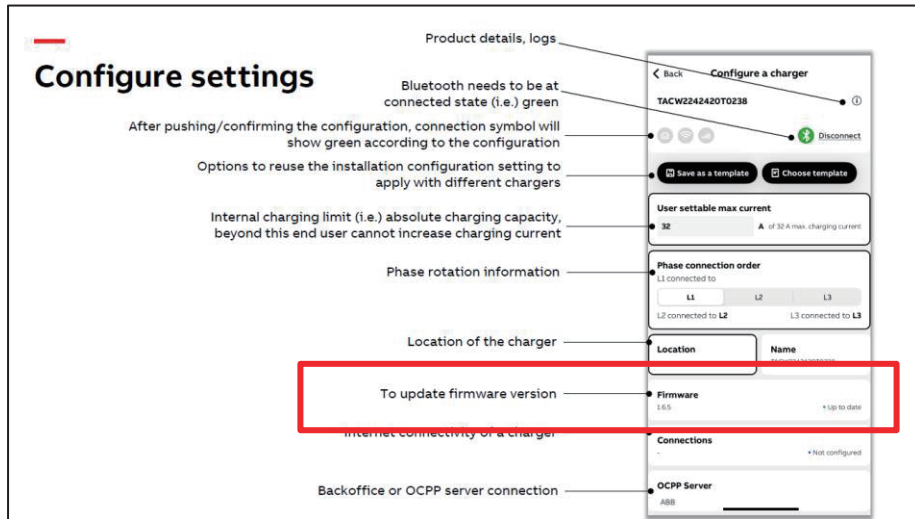 Configure settings
Product details, logs
Bluetooth needs to be at
connected state (i.e.) green
After pushing/confirming the configuration, connection symbol will
show green according to the configuration
Options to reuse the installation configuration setting to
apply with different chargers
Internal charging limit (i.e.) absolute charging capacity,
beyond this end user cannot increase charging current
Phase rotation information
Location of the charger
To update firmware version
Internet connectivity of a charger
Backoffice or OCPP server connection
Back Configure a charger
TACW2242420T0238
Disconnect
Save as a template Choose template
User settable max current
32 A of 32 A max. charging current
Phase connection order
L1 connected to
L1 L2 L3
L2 connected to L2 L3 connected to L3
Location Name
TACW2242420T0238
Firmware
1.6.5 • Up to date
Connections
- • Not configured
OCPP Server
ABB